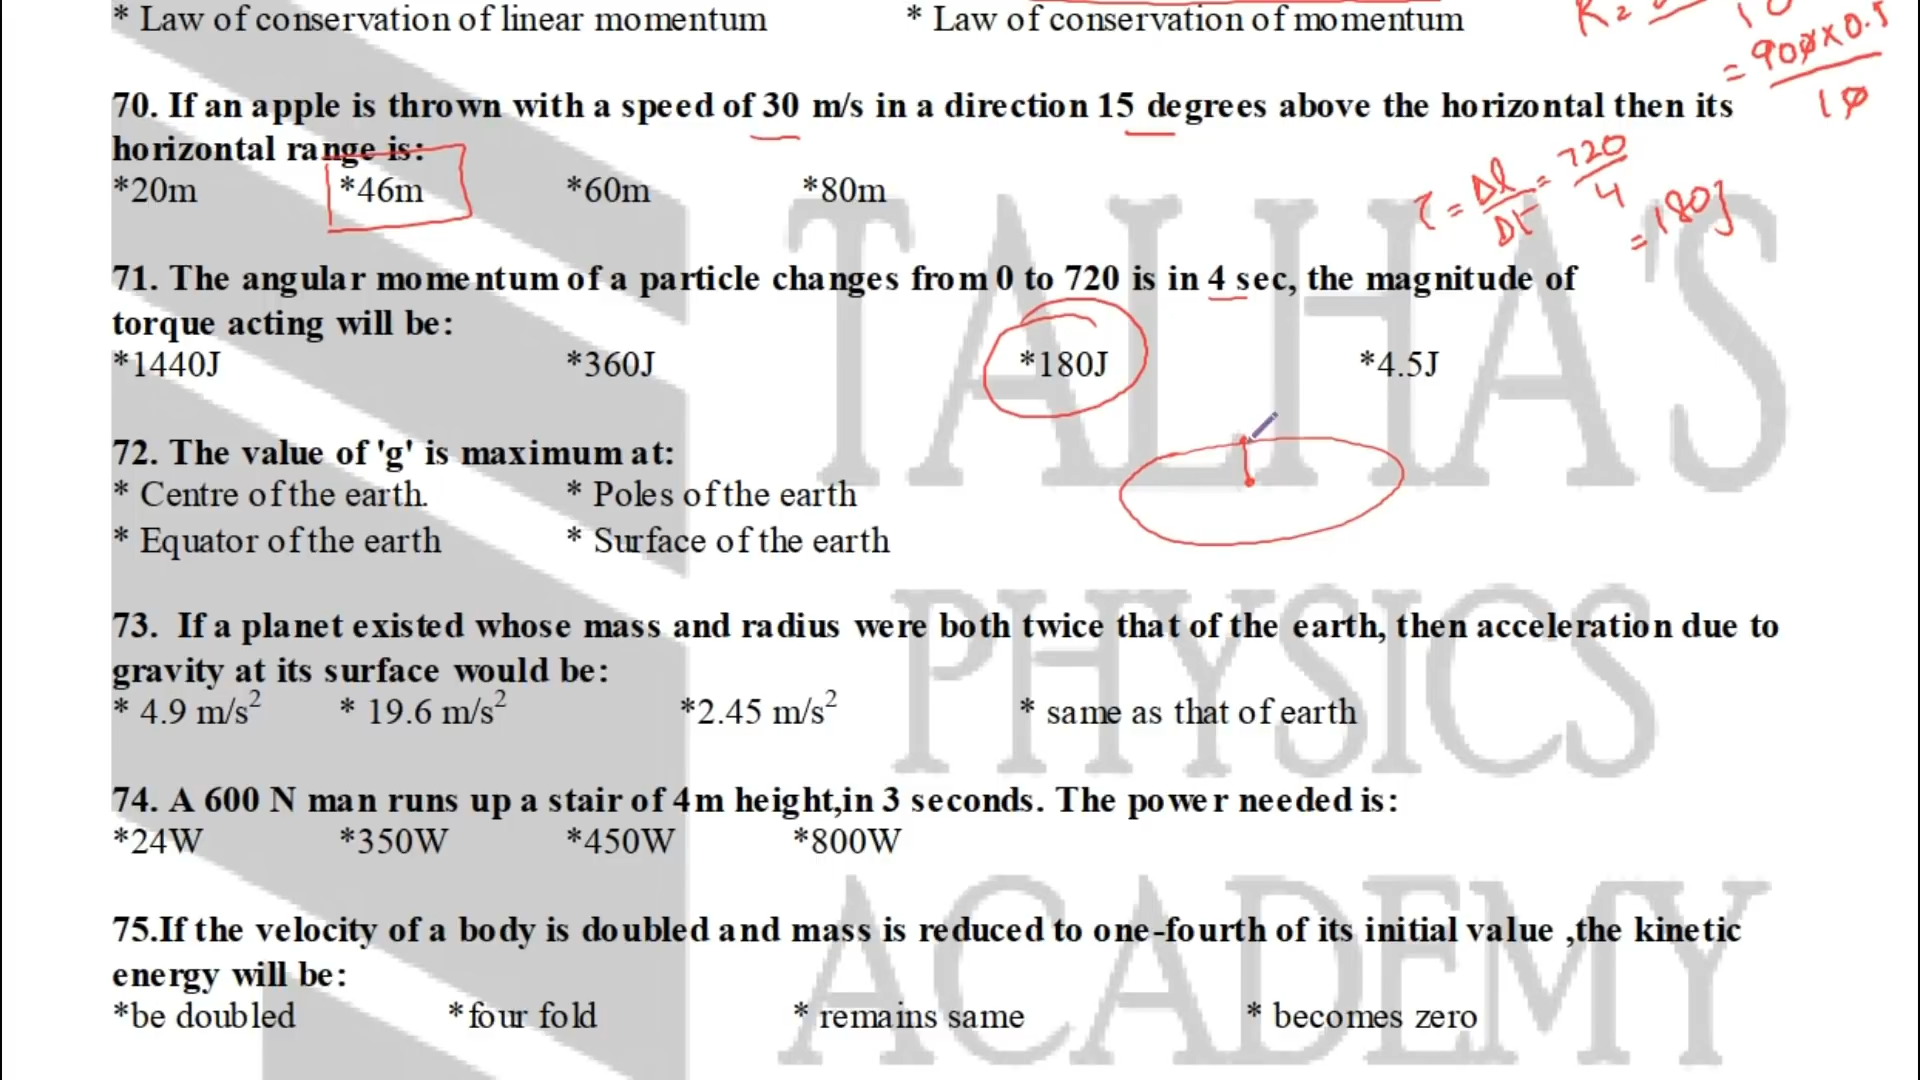 * Law of conservation of linear momentum * Law of conservation of momentum
= 900 x 0.5
10
70. If an apple is thrown with a speed of 30 m/s in a direction 15 degrees above the horizontal then its
horizontal range is:
*20m *46m *60m *80m
τ = Δl/Δt = 720/4
= 180J
71. The angular momentum of a particle changes from 0 to 720 is in 4 sec, the magnitude of
torque acting will be:
*1440J *360J *180J *4.5J
72. The value of 'g' is maximum at:
* Centre of the earth. * Poles of the earth
* Equator of the earth * Surface of the earth
73. If a planet existed whose mass and radius were both twice that of the earth, then acceleration due to
gravity at its surface would be:
* 4.9 m/s² * 19.6 m/s² *2.45 m/s² * same as that of earth
74. A 600 N man runs up a stair of 4m height,in 3 seconds. The power needed is:
*24W *350W *450W *800W
75.If the velocity of a body is doubled and mass is reduced to one-fourth of its initial value ,the kinetic
energy will be:
*be doubled *four fold * remains same * becomes zero
TALHA'S
PHYSICS
ACADEMY